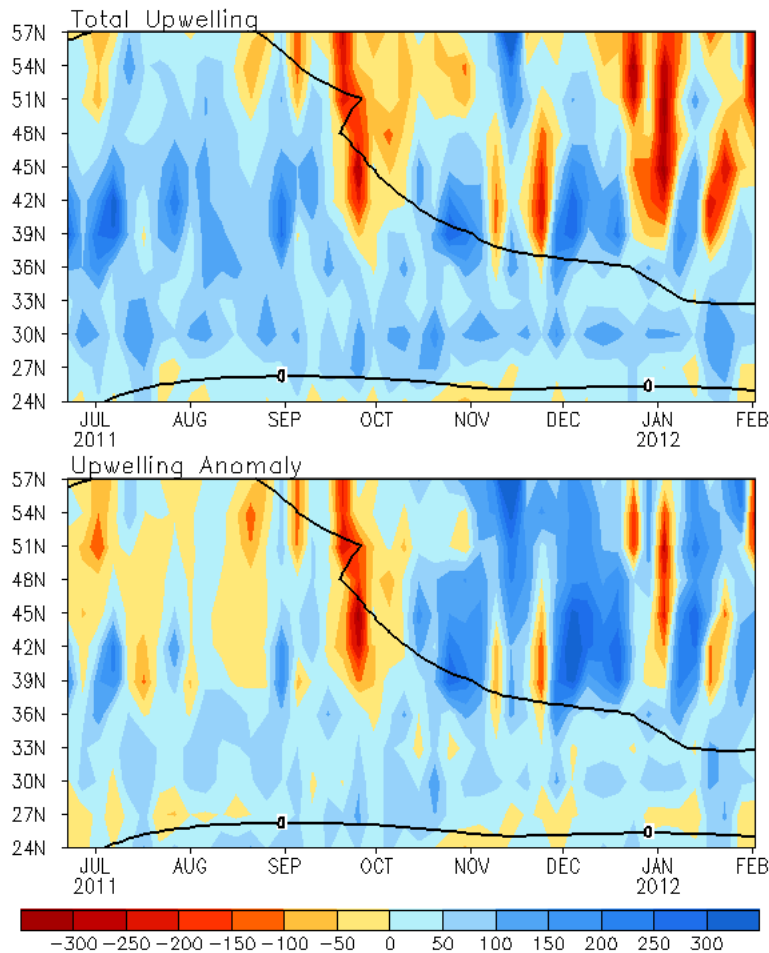 Total Upwelling
57N
54N
51N
48N
45N
42N
39N
36N
33N
30N
27N
24N
0 0
JUL AUG SEP OCT NOV DEC JAN FEB
2011 2012
Upwelling Anomaly
57N
54N
51N
48N
45N
42N
39N
36N
33N
30N
27N
24N
0 0
JUL AUG SEP OCT NOV DEC JAN FEB
2011 2012
-300 -250 -200 -150 -100 -50 0 50 100 150 200 250 300